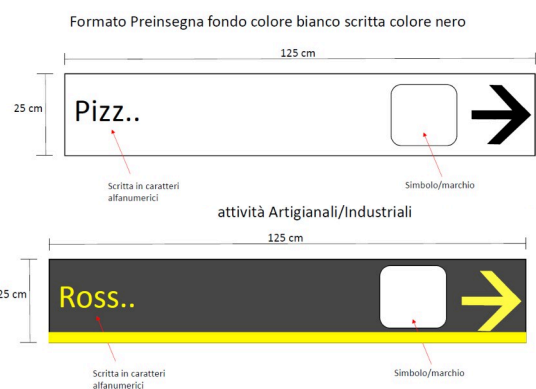 Formato Preinsegna fondo colore bianco scritta colore nero
125 cm
25 cm
Pizz..
Scritta in caratteri
alfanumerici
Simbolo/marchio
attività Artigianali/Industriali
125 cm
25 cm
Ross..
Scritta in caratteri
alfanumerici
Simbolo/marchio